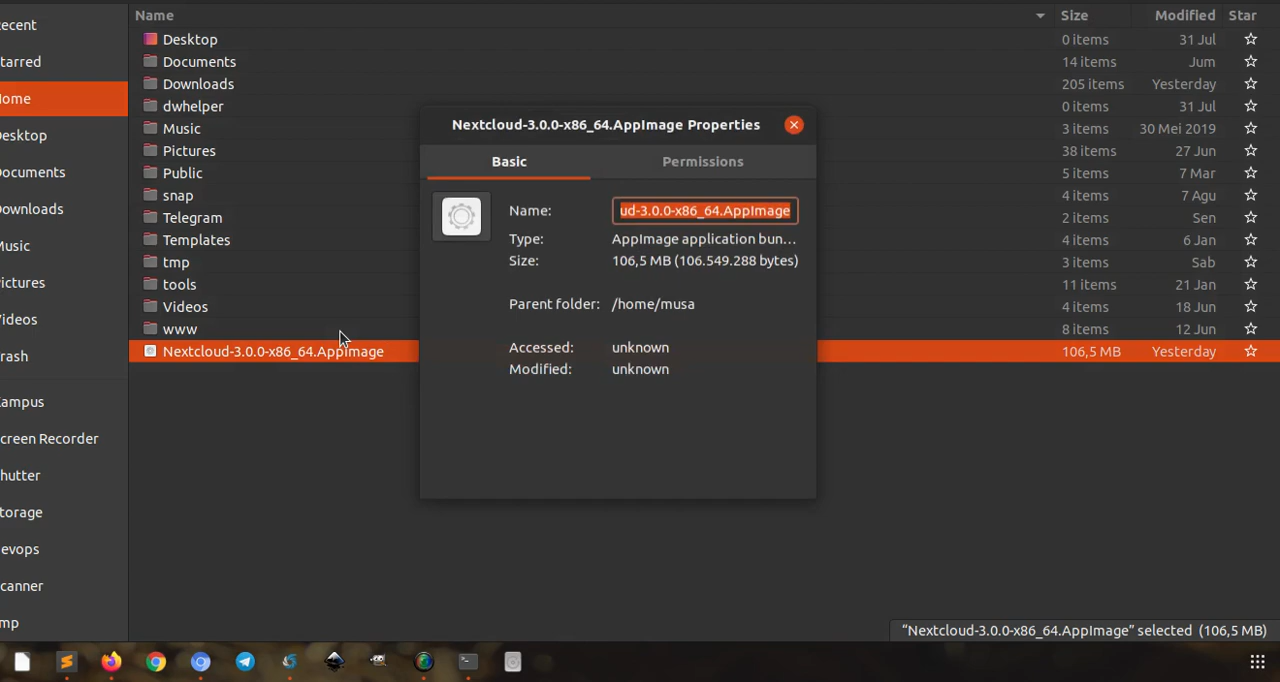 Name Size Modified Star
ecent
tarred
ome
esktop
ocuments
ownloads
usic
ictures
ideos
rash
ampus
creen Recorder
hutter
torage
evops
canner
mp
Desktop 0 items 31 Jul
Documents 14 items Jum
Downloads 205 items Yesterday
dwhelper 0 items 31 Jul
Music 3 items 30 Mei 2019
Pictures 38 items 27 Jun
Public 5 items 7 Mar
snap 4 items 7 Agu
Telegram 2 items Sen
Templates 4 items 6 Jan
tmp 3 items Sab
tools 11 items 21 Jan
Videos 4 items 18 Jun
www 8 items 12 Jun
Nextcloud-3.0.0-x86_64.AppImage 106,5 MB Yesterday
Nextcloud-3.0.0-x86_64.AppImage Properties
Basic Permissions
Name: ud-3.0.0-x86_64.AppImage
Type: AppImage application bun…
Size: 106,5 MB (106.549.288 bytes)
Parent folder: /home/musa
Accessed: unknown
Modified: unknown
“Nextcloud-3.0.0-x86_64.AppImage” selected (106,5 MB)